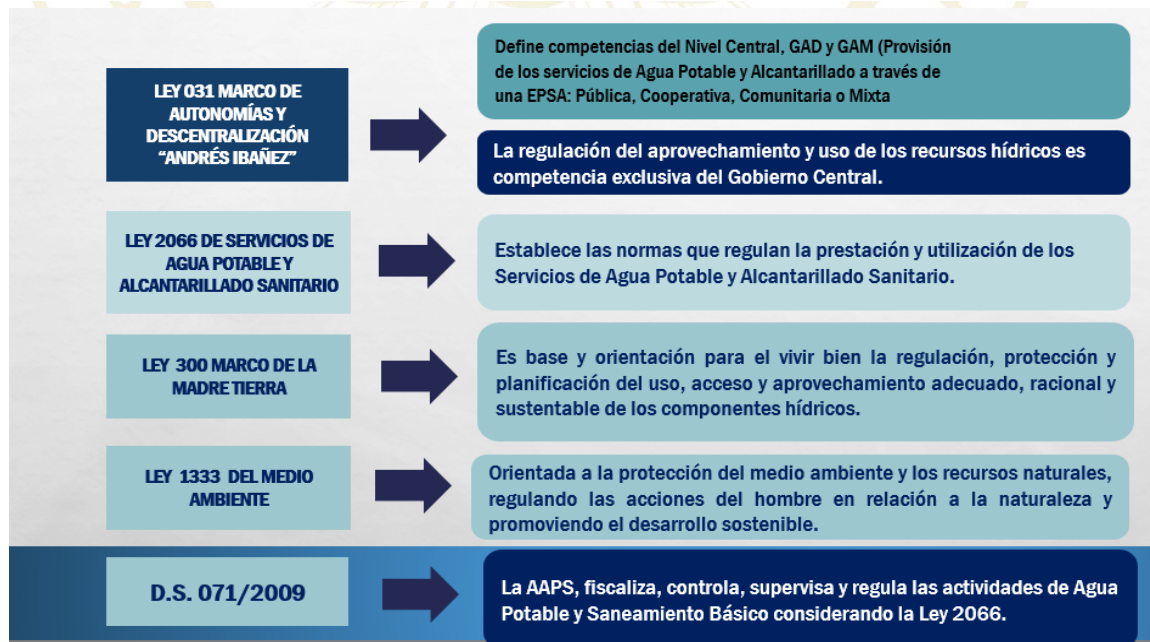 LEY 031 MARCO DE
AUTONOMÍAS Y
DESCENTRALIZACIÓN
“ANDRÉS IBAÑEZ”
Define competencias del Nivel Central, GAD y GAM (Provisión
de los servicios de Agua Potable y Alcantarillado a través de
una EPSA: Pública, Cooperativa, Comunitaria o Mixta
La regulación del aprovechamiento y uso de los recursos hídricos es
competencia exclusiva del Gobierno Central.
LEY 2066 DE SERVICIOS DE
AGUA POTABLE Y
ALCANTARILLADO SANITARIO
Establece las normas que regulan la prestación y utilización de los
Servicios de Agua Potable y Alcantarillado Sanitario.
LEY 300 MARCO DE LA
MADRE TIERRA
Es base y orientación para el vivir bien la regulación, protección y
planificación del uso, acceso y aprovechamiento adecuado, racional y
sustentable de los componentes hídricos.
LEY 1333 DEL MEDIO
AMBIENTE
Orientada a la protección del medio ambiente y los recursos naturales,
regulando las acciones del hombre en relación a la naturaleza y
promoviendo el desarrollo sostenible.
D.S. 071/2009
La AAPS, fiscaliza, controla, supervisa y regula las actividades de Agua
Potable y Saneamiento Básico considerando la Ley 2066.